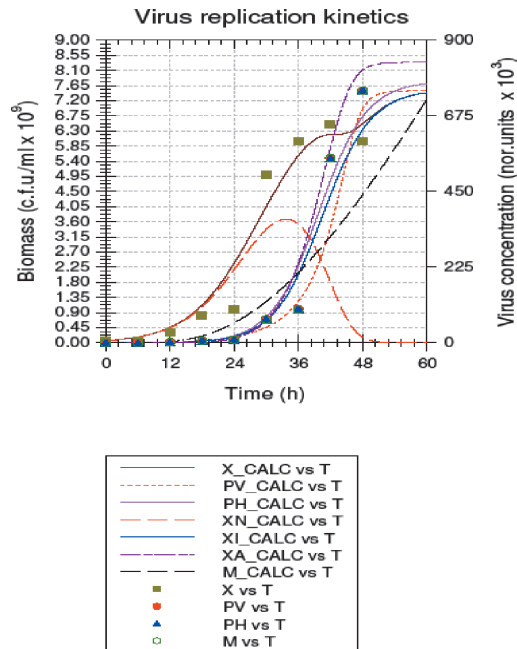 Virus replication kinetics
9.00
8.55
8.10
7.65
7.20
6.75
6.30
5.85
5.40
4.95
4.50
4.05
3.60
3.15
2.70
2.25
1.80
1.35
0.90
0.45
0.00
Biomass (c.f.u/ml x 10⁹)
900
675
450
225
0
Virus concentration (nor.units x 10³)
0 12 24 36 48 60
Time (h)
X_CALC vs T
PV_CALC vs T
PH_CALC vs T
XN_CALC vs T
XI_CALC vs T
XA_CALC vs T
M_CALC vs T
X vs T
PV vs T
PH vs T
M vs T